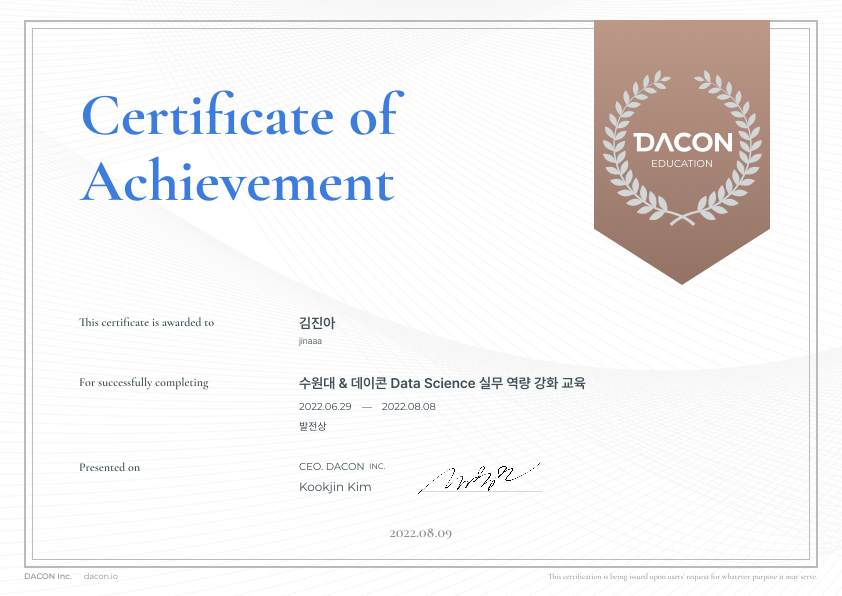 Certificate of
Achievement
DACON
EDUCATION
This certificate is awarded to
김진아
jinaaa
For successfully completing
수원대 & 데이콘 Data Science 실무 역량 강화 교육
2022.06.29 — 2022.08.08
발전상
Presented on
CEO. DACON INC.
Kookjin Kim
2022.08.09
DACON Inc. dacon.io
This certification is being issued upon users' request for whatever purpose it may serve.